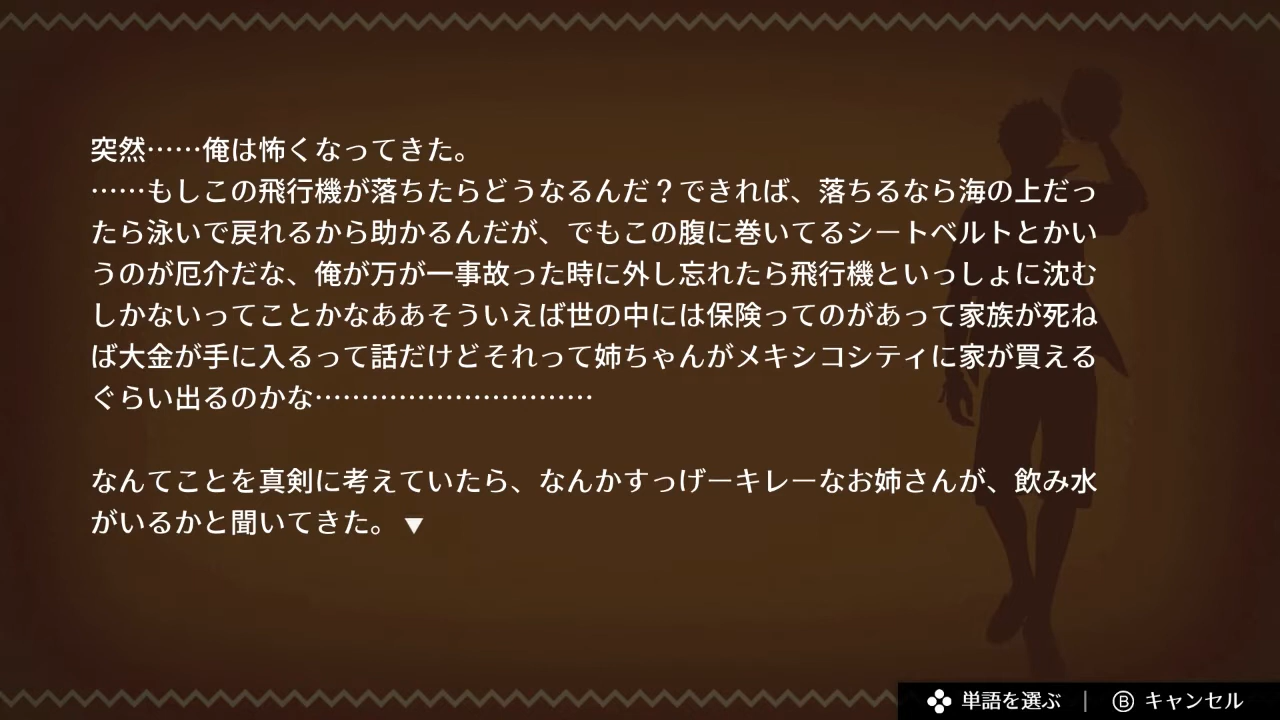 突然……俺は怖くなってきた。
……もしこの飛行機が落ちたらどうなるんだ？できれば、落ちるなら海の上だっ
たら泳いで戻れるから助かるんだが、でもこの腹に巻いてるシートベルトとかい
うのが厄介だな、俺が万が一事故った時に外し忘れたら飛行機といっしょに沈む
しかないってことかなああそういえば世の中には保険ってのがあって家族が死ね
ば大金が手に入るって話だけどそれって姉ちゃんがメキシコシティに家が買える
ぐらい出るのかな…………………………
なんてことを真剣に考えていたら、なんかすっげーキレーなお姉さんが、飲み水
がいるかと聞いてきた。▼
単語を選ぶ | Ⓑ キャンセル